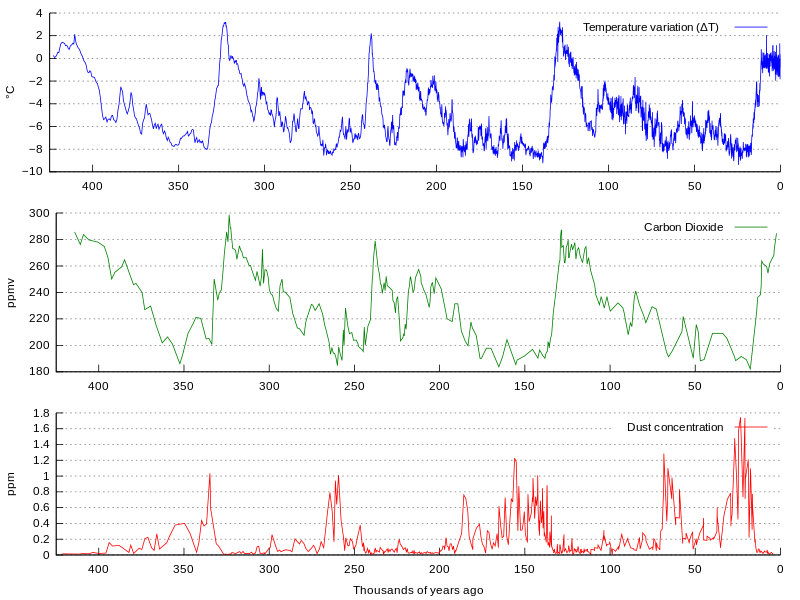 4
2
0
−2
−4
−6
−8
−10
°C
Temperature variation (ΔT)
400 350 300 250 200 150 100 50 0
300
280
260
240
220
200
180
ppmv
Carbon Dioxide
400 350 300 250 200 150 100 50 0
1.8
1.6
1.4
1.2
1
0.8
0.6
0.4
0.2
0
ppm
Dust concentration
400 350 300 250 200 150 100 50 0
Thousands of years ago